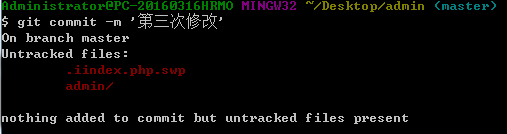 Administrator@PC-20160316HRMO MINGW32 ~/Desktop/admin (master)
$ git commit -m '第三次修改'
On branch master
Untracked files:
.iindex.php.swp
admin/
nothing added to commit but untracked files present